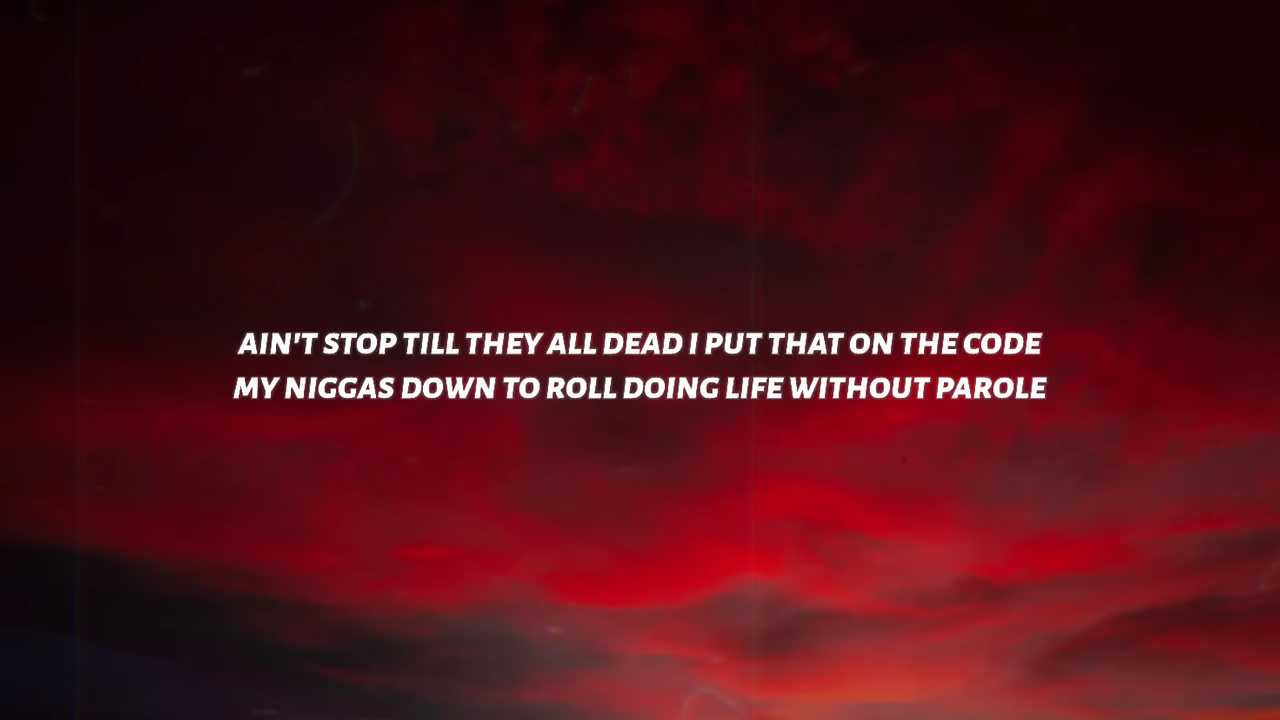 AIN'T STOP TILL THEY ALL DEAD I PUT THAT ON THE CODE
MY NIGGAS DOWN TO ROLL DOING LIFE WITHOUT PAROLE